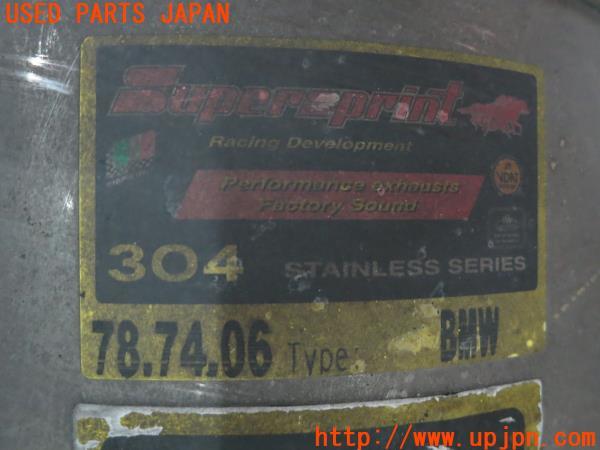 USED PARTS JAPAN
Supersprint
Racing Development
Performance exhausts
Factory Sound
304 STAINLESS SERIES
78.74.06 Type: BMW
http://www.upjpn.com